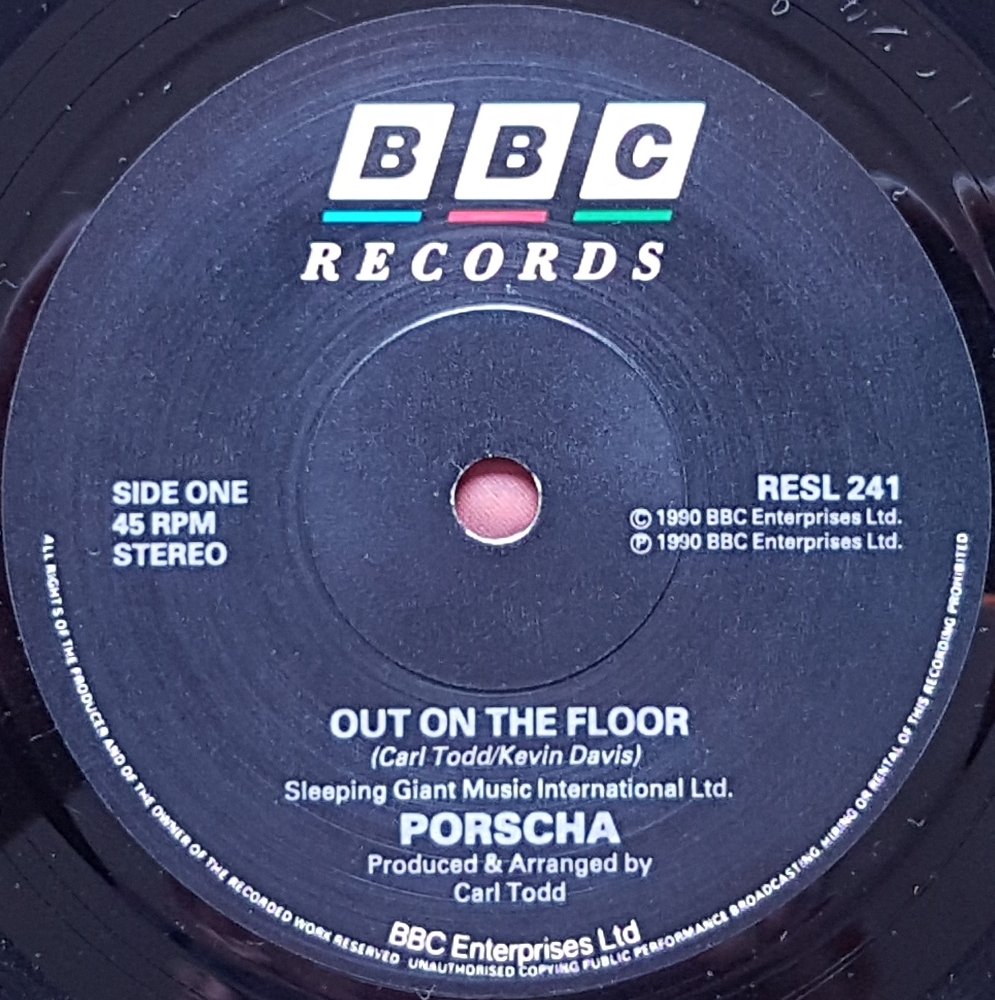 BBC
RECORDS
SIDE ONE
45 RPM
STEREO
RESL 241
© 1990 BBC Enterprises Ltd.
℗ 1990 BBC Enterprises Ltd.
OUT ON THE FLOOR
(Carl Todd/Kevin Davis)
Sleeping Giant Music International Ltd.
PORSCHA
Produced & Arranged by
Carl Todd
BBC Enterprises Ltd
ALL RIGHTS OF THE PRODUCER AND OF THE OWNER OF THE RECORDED WORK RESERVED UNAUTHORISED COPYING PUBLIC PERFORMANCE BROADCASTING HIRING OR RENTAL OF THIS RECORDING PROHIBITED